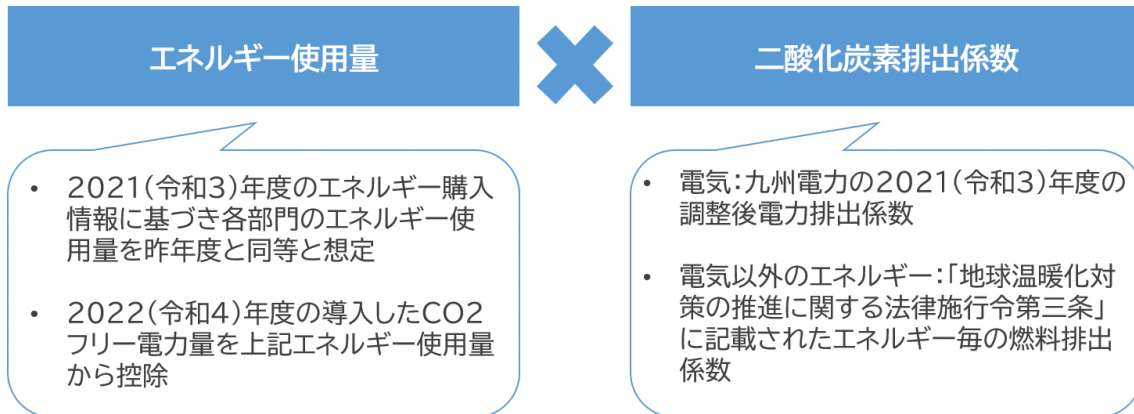 エネルギー使用量
二酸化炭素排出係数
• 2021(令和3)年度のエネルギー購入
情報に基づき各部門のエネルギー使
用量を昨年度と同等と想定
• 2022(令和4)年度の導入したCO2
フリー電力量を上記エネルギー使用量
から控除
• 電気:九州電力の2021(令和3)年度の
調整後電力排出係数
• 電気以外のエネルギー:「地球温暖化対
策の推進に関する法律施行令第三条」
に記載されたエネルギー毎の燃料排出
係数